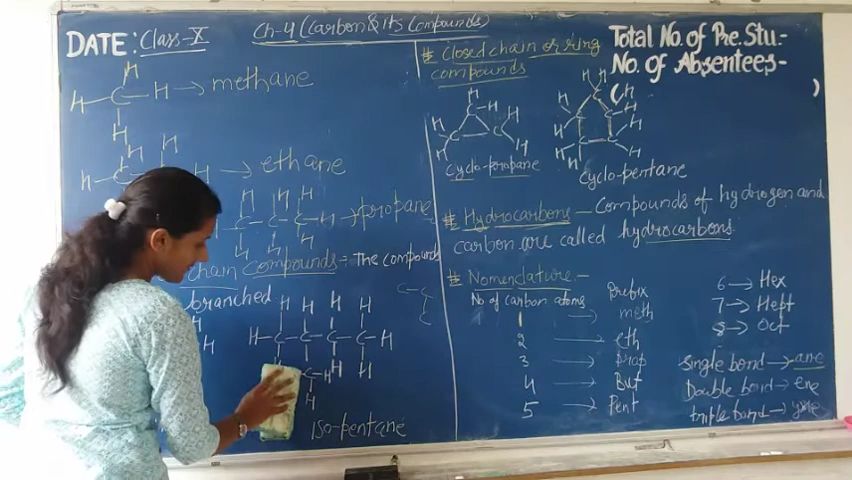 DATE: Class-X
Ch-4 (Carbon & its Compounds)
Total No. of Pre. Stu.-
No. of Absentees-
H
H - C - H → methane
H
H H
H - C H → ethane
H H H
C - C - C - H → propane
H H H
chain Compounds :- The compounds
branched
H
H
C - C
C
H H H H
H - C - C - C - C - H
H H
C - H
H
iso-pentane
# Closed chain or ring
compounds
H
C H
H C C H
H H
Cyclo-propane
H H
C H
H C C H
H H
H C C H
H H
Cyclo-pentane
# Hydrocarbons - Compounds of hydrogen and
carbon are called hydrocarbons.
# Nomenclature -
No of carbon atoms Prefix
1 → meth
2 → eth
3 → Prop
4 → But
5 → Pent
6 → Hex
7 → Hept
8 → Oct
Single bond → ane
Double bond → ene
triple bond → yne